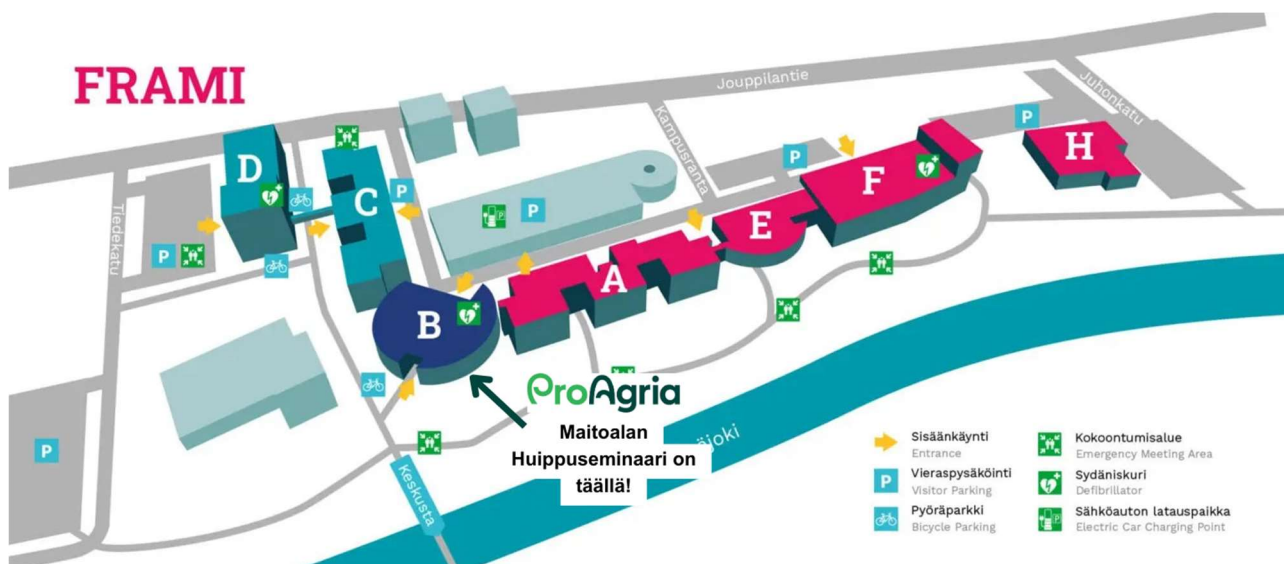 FRAMI
Jouppilantie
Juhonkatu
Kampusranta
Tiedekatu
D
C
B
A
E
F
H
P
P
P
P
P
P
P
ProAgria
Maitoalan
Huippuseminaari on
täällä!
Keskusta
Sisäänkäynti
Entrance
P
Vieraspysäköinti
Visitor Parking
Pyöräparkki
Bicycle Parking
Kokoontumisalue
Emergency Meeting Area
Sydäniskuri
Defibrillator
Sähköauton latauspaikka
Electric Car Charging Point